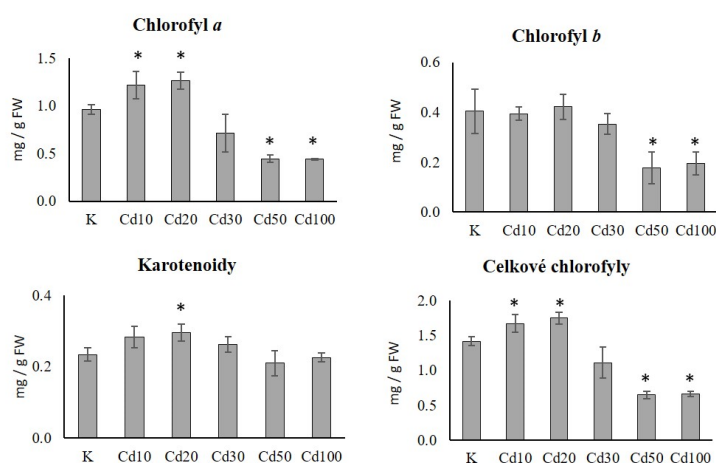 Chlorofyl a
mg / g FW
1.5
1.0
0.5
0.0
* * * *
K Cd10 Cd20 Cd30 Cd50 Cd100
Chlorofyl b
mg / g FW
0.6
0.4
0.2
0.0
* *
K Cd10 Cd20 Cd30 Cd50 Cd100
Karotenoidy
mg / g FW
0.4
0.2
0.0
*
K Cd10 Cd20 Cd30 Cd50 Cd100
Celkové chlorofyly
mg / g FW
2.0
1.5
1.0
0.5
0.0
* * * *
K Cd10 Cd20 Cd30 Cd50 Cd100